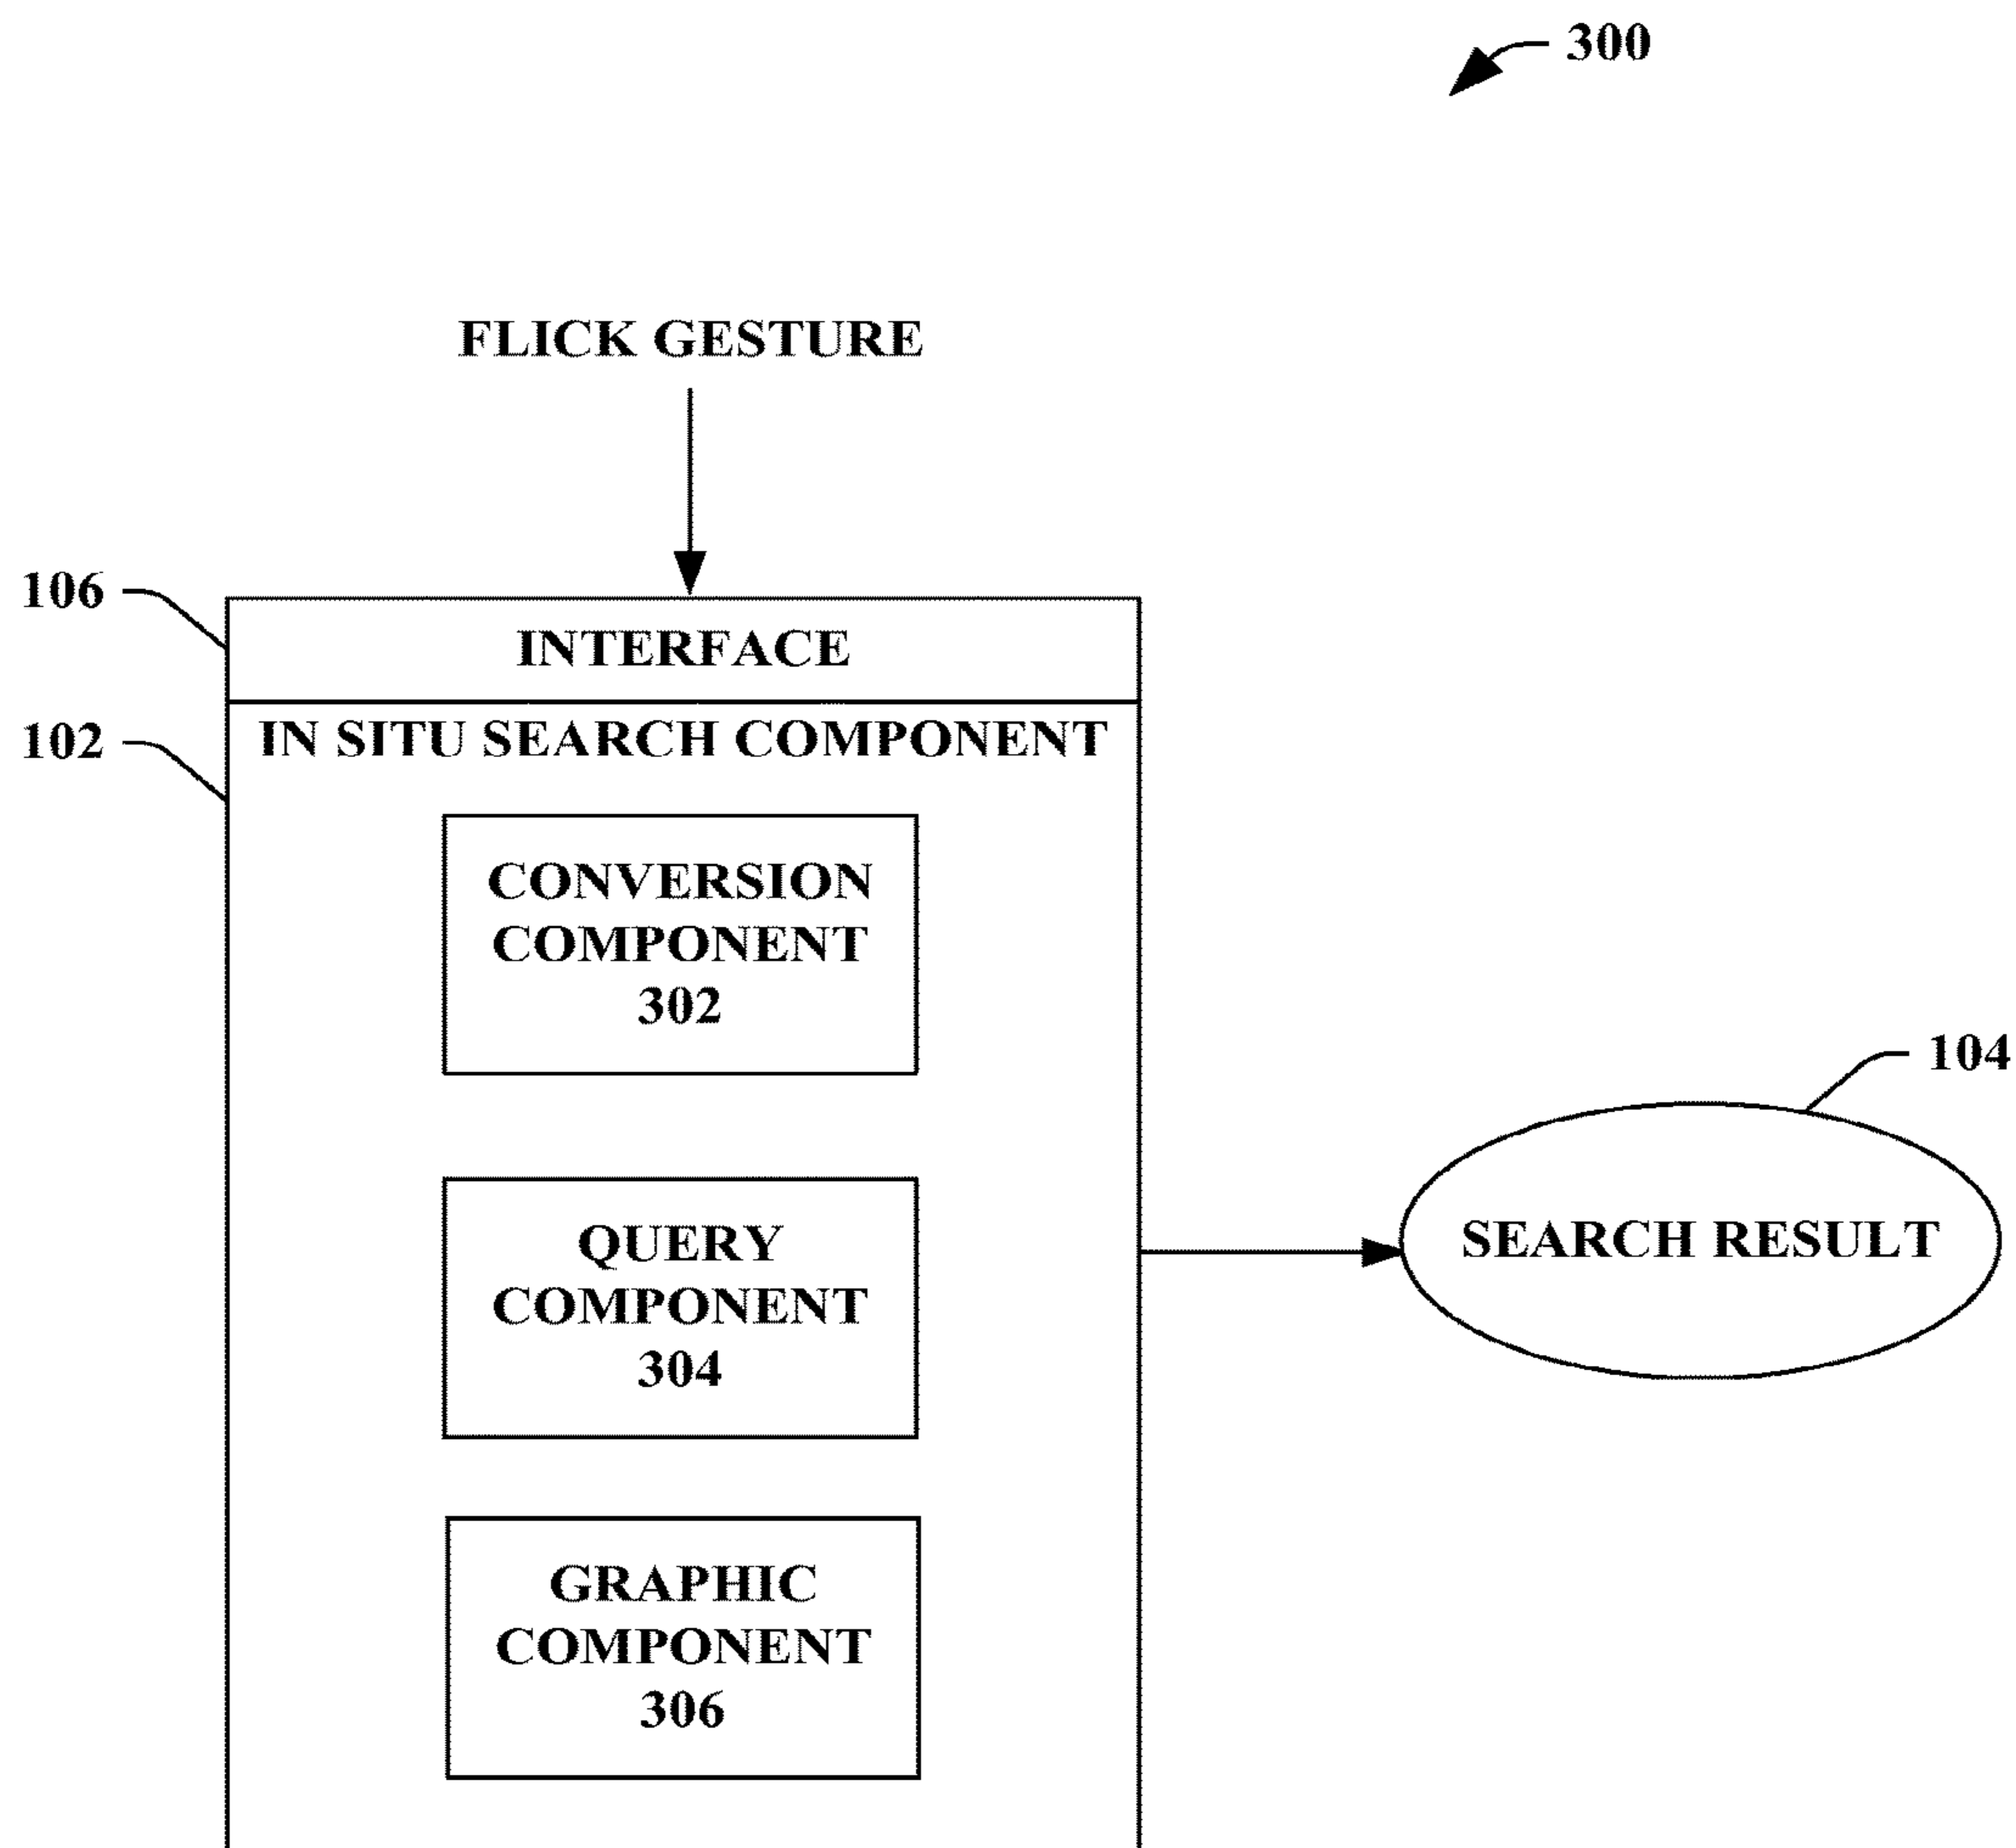 300
FLICK GESTURE
106
INTERFACE
102
IN SITU SEARCH COMPONENT
CONVERSION
COMPONENT
302
104
QUERY
COMPONENT
304
SEARCH RESULT
GRAPHIC
COMPONENT
306